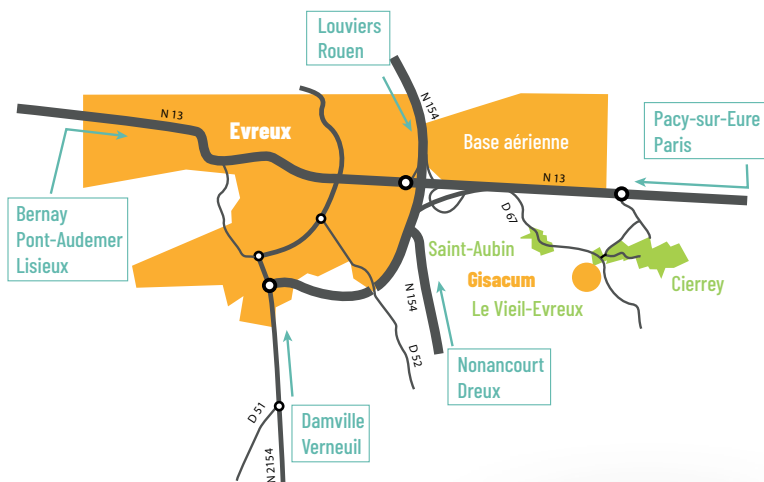 Louviers
Rouen
N 154
N 13
Evreux
Base aérienne
Pacy-sur-Eure
Paris
N 13
Bernay
Pont-Audemer
Lisieux
D 67
Saint-Aubin
Gisacum
Cierrey
Le Vieil-Evreux
N 154
D 52
Nonancourt
Dreux
D 51
Damville
Verneuil
N 2154